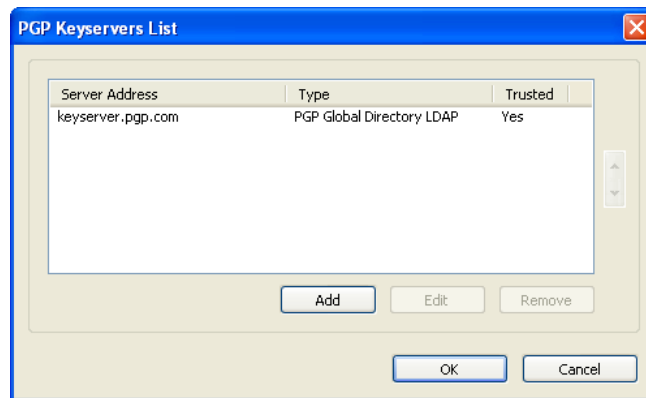 PGP Keyservers List
Server Address Type Trusted
keyserver.pgp.com PGP Global Directory LDAP Yes
Add Edit Remove
OK Cancel